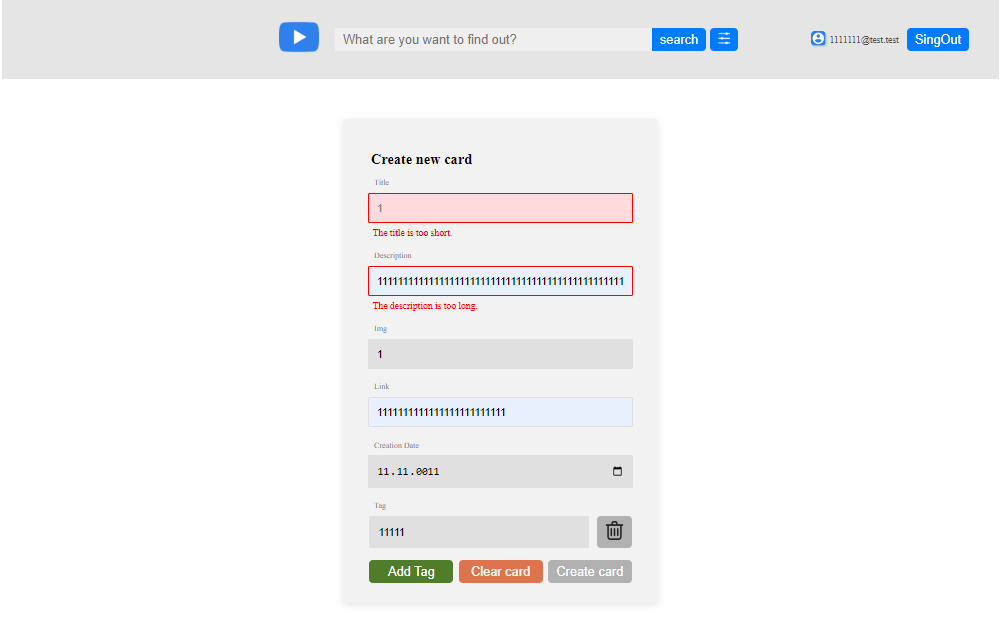 What are you want to find out?
search
1111111@test.test
SingOut
Create new card
Title
1
The title is too short.
Description
1111111111111111111111111111111111111111111111111
The description is too long.
Img
1
Link
1111111111111111111111111
Creation Date
11.11.0011
Tag
11111
Add Tag
Clear card
Create card